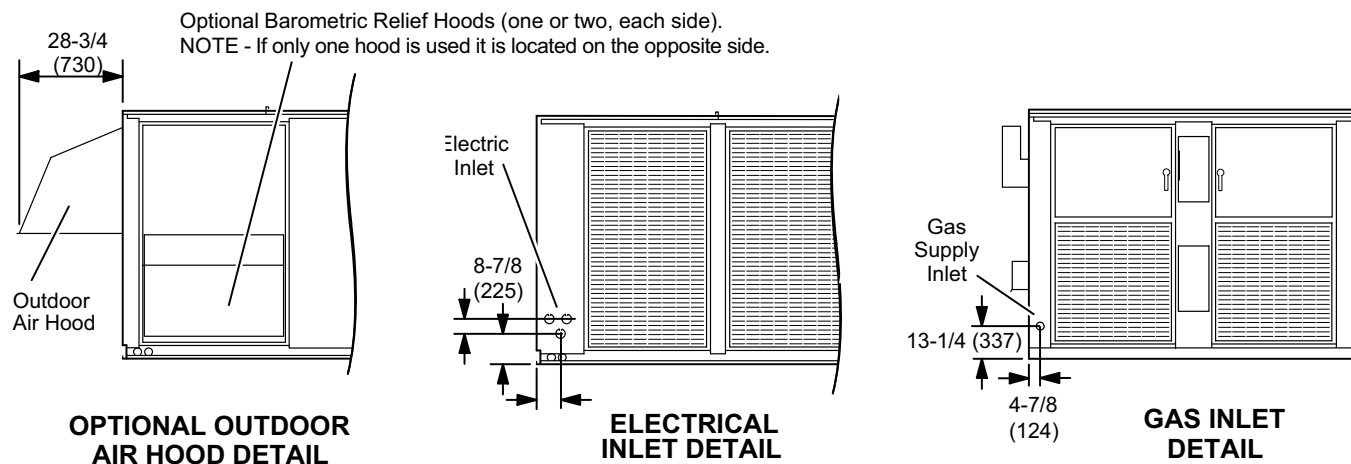 Optional Barometric Relief Hoods (one or two, each side).
NOTE - If only one hood is used it is located on the opposite side.
28-3/4
(730)
Outdoor
Air Hood
OPTIONAL OUTDOOR
AIR HOOD DETAIL
Electric
Inlet
8-7/8
(225)
ELECTRICAL
INLET DETAIL
Gas
Supply
Inlet
13-1/4 (337)
4-7/8
(124)
GAS INLET
DETAIL